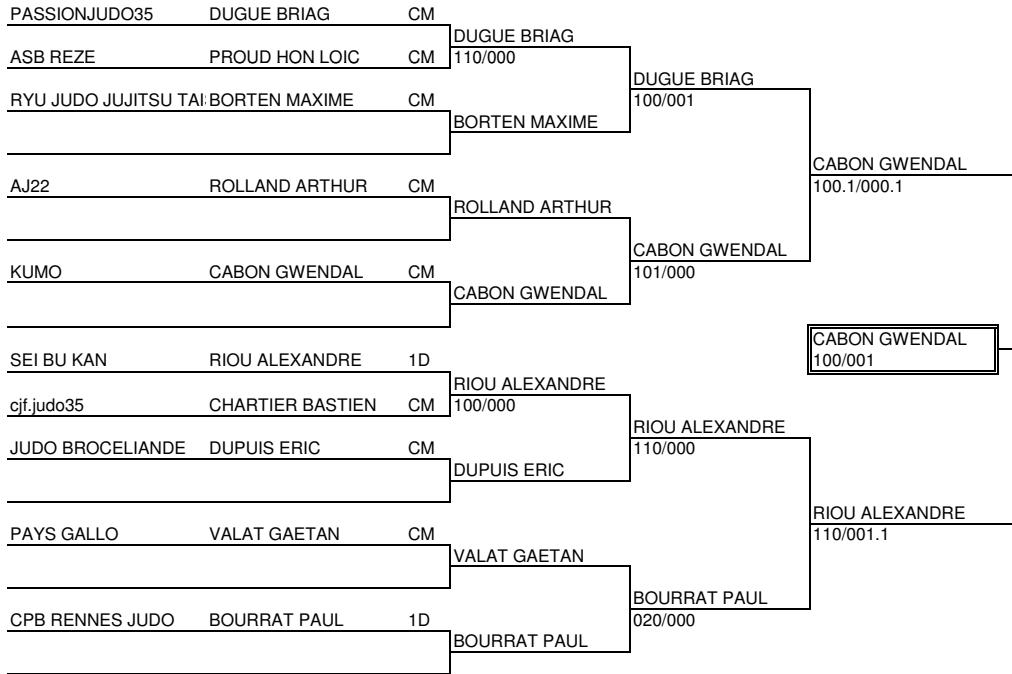 PASSIONJUDO35 DUGUE BRIAG CM
DUGUE BRIAG
ASB REZE PROUD HON LOIC CM
110/000
DUGUE BRIAG
RYU JUDO JUJITSU TAI BORTEN MAXIME CM
100/001
BORTEN MAXIME
CABON GWENDAL
AJ22 ROLLAND ARTHUR CM
100.1/000.1
ROLLAND ARTHUR
CABON GWENDAL
KUMO CABON GWENDAL CM
101/000
CABON GWENDAL
CABON GWENDAL
SEI BU KAN RIOU ALEXANDRE 1D
100/001
RIOU ALEXANDRE
cjf.judo35 CHARTIER BASTIEN CM
100/000
RIOU ALEXANDRE
JUDO BROCELIANDE DUPUIS ERIC CM
110/000
DUPUIS ERIC
RIOU ALEXANDRE
PAYS GALLO VALAT GAETAN CM
110/001.1
VALAT GAETAN
BOURRAT PAUL
CPB RENNES JUDO BOURRAT PAUL 1D
020/000
BOURRAT PAUL